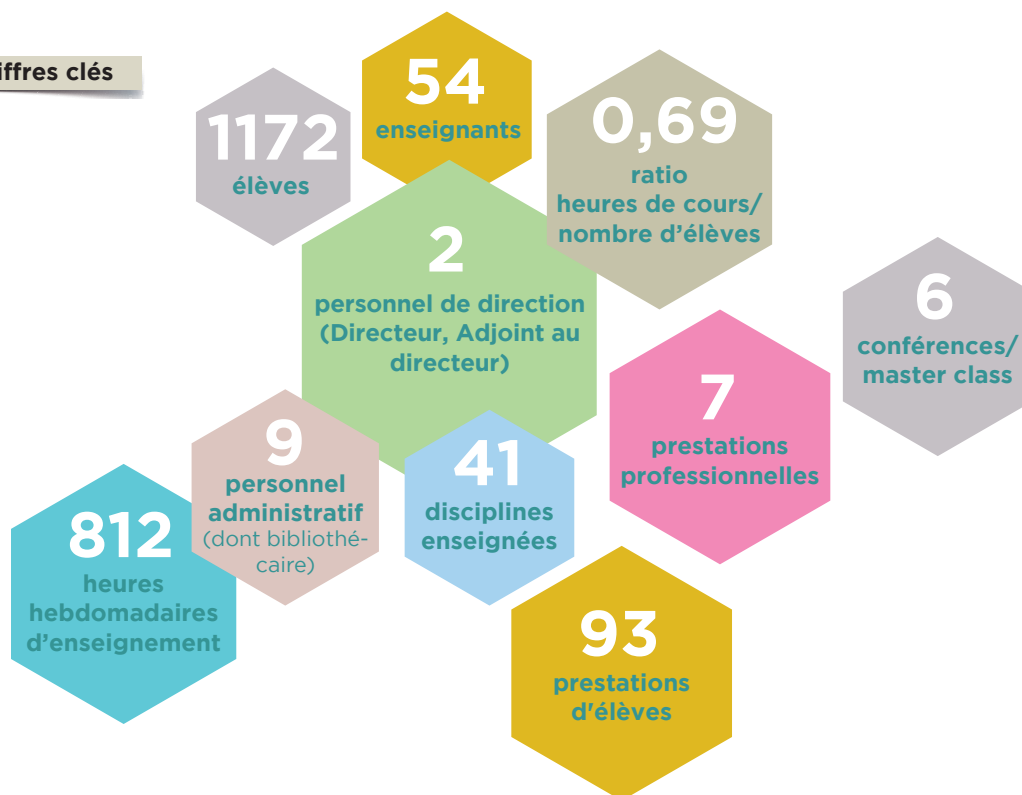 iffres clés
54
enseignants
1172
élèves
0,69
ratio
heures de cours/
nombre d’élèves
2
personnel de direction
(Directeur, Adjoint au
directeur)
6
conférences/
master class
7
prestations
professionnelles
9
personnel
administratif
(dont bibliothé-
caire)
41
disciplines
enseignées
812
heures
hebdomadaires
d’enseignement
93
prestations
d'élèves